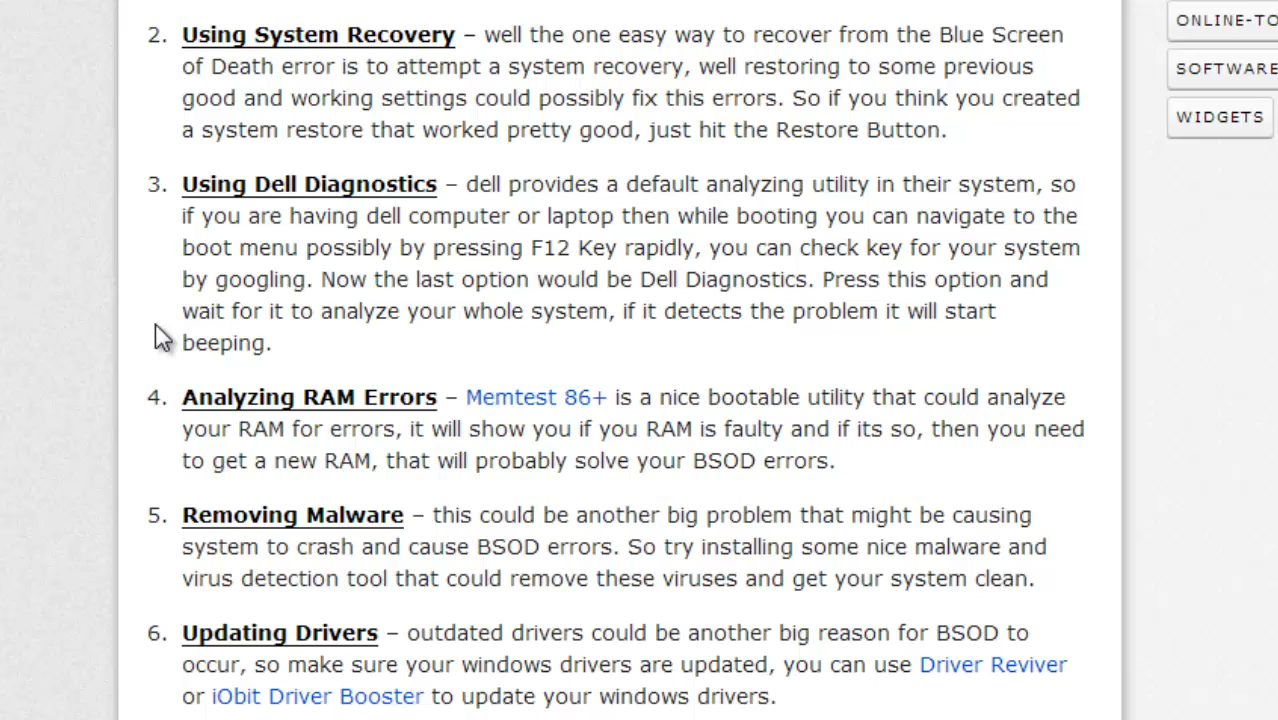 2. Using System Recovery – well the one easy way to recover from the Blue Screen
of Death error is to attempt a system recovery, well restoring to some previous
good and working settings could possibly fix this errors. So if you think you created
a system restore that worked pretty good, just hit the Restore Button.
3. Using Dell Diagnostics – dell provides a default analyzing utility in their system, so
if you are having dell computer or laptop then while booting you can navigate to the
boot menu possibly by pressing F12 Key rapidly, you can check key for your system
by googling. Now the last option would be Dell Diagnostics. Press this option and
wait for it to analyze your whole system, if it detects the problem it will start
beeping.
4. Analyzing RAM Errors – Memtest 86+ is a nice bootable utility that could analyze
your RAM for errors, it will show you if you RAM is faulty and if its so, then you need
to get a new RAM, that will probably solve your BSOD errors.
5. Removing Malware – this could be another big problem that might be causing
system to crash and cause BSOD errors. So try installing some nice malware and
virus detection tool that could remove these viruses and get your system clean.
6. Updating Drivers – outdated drivers could be another big reason for BSOD to
occur, so make sure your windows drivers are updated, you can use Driver Reviver
or iObit Driver Booster to update your windows drivers.
ONLINE-TO
SOFTWARE
WIDGETS